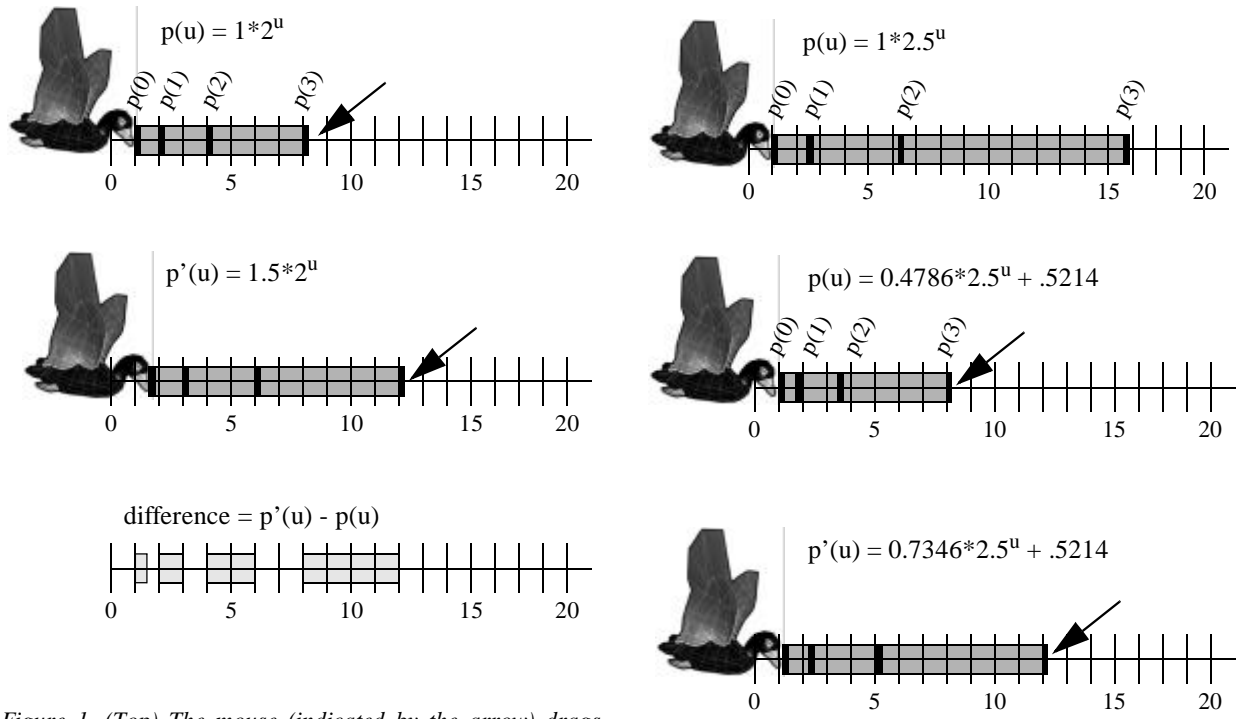 p(u) = 1*2^u
p(0) p(1) p(2) p(3)
0 5 10 15 20
p’(u) = 1.5*2^u
0 5 10 15 20
difference = p’(u) - p(u)
0 5 10 15 20
Figure 1. (Top) The mouse (indicated by the arrow) drags
p(u) = 1*2.5^u
p(0) p(1) p(2) p(3)
0 5 10 15 20
p(u) = 0.4786*2.5^u + .5214
p(0) p(1) p(2) p(3)
0 5 10 15 20
p’(u) = 0.7346*2.5^u + .5214
0 5 10 15 20